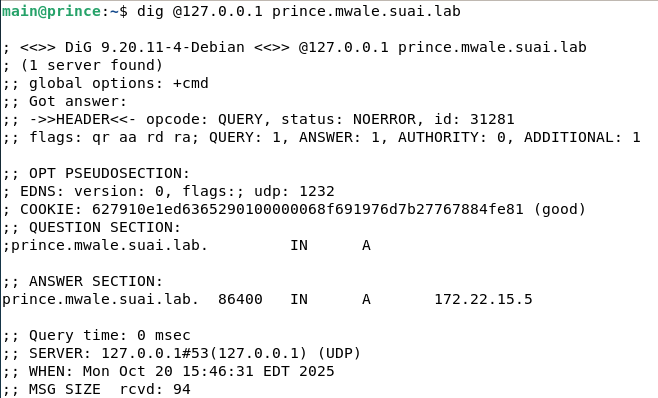 main@prince:~$ dig @127.0.0.1 prince.mwale.suai.lab

; <<>> DiG 9.20.11-4-Debian <<>> @127.0.0.1 prince.mwale.suai.lab
; (1 server found)
;; global options: +cmd
;; Got answer:
;; ->>HEADER<<- opcode: QUERY, status: NOERROR, id: 31281
;; flags: qr aa rd ra; QUERY: 1, ANSWER: 1, AUTHORITY: 0, ADDITIONAL: 1

;; OPT PSEUDOSECTION:
; EDNS: version: 0, flags:; udp: 1232
; COOKIE: 627910e1ed6365290100000068f691976d7b27767884fe81 (good)
;; QUESTION SECTION:
;prince.mwale.suai.lab.		IN	A

;; ANSWER SECTION:
prince.mwale.suai.lab.	86400	IN	A	172.22.15.5

;; Query time: 0 msec
;; SERVER: 127.0.0.1#53(127.0.0.1) (UDP)
;; WHEN: Mon Oct 20 15:46:31 EDT 2025
;; MSG SIZE  rcvd: 94